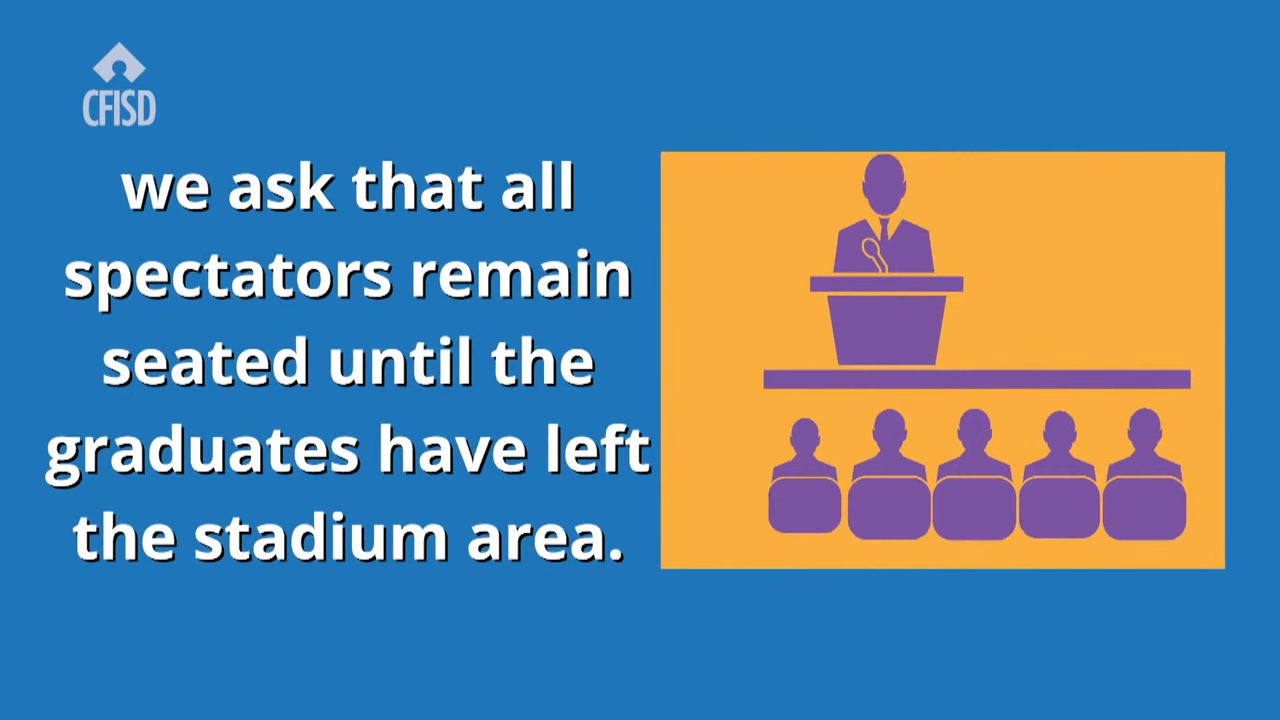 CFISD
we ask that all
spectators remain
seated until the
graduates have left
the stadium area.